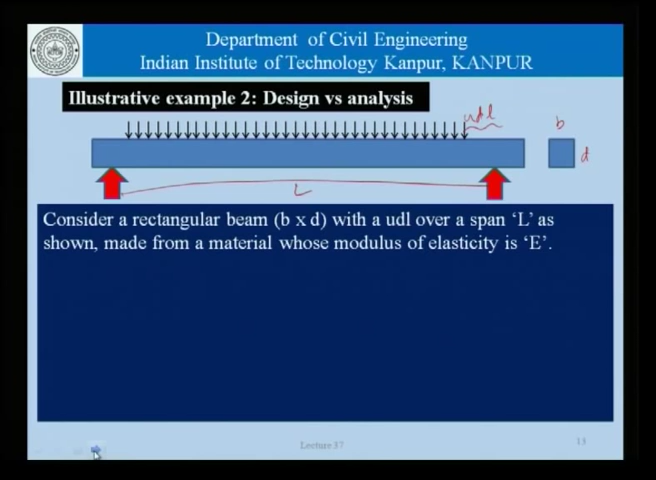 Department of Civil Engineering
Indian Institute of Technology Kanpur, KANPUR
Illustrative example 2: Design vs analysis
udl
b
d
L
Consider a rectangular beam (b x d) with a udl over a span ‘L’ as
shown, made from a material whose modulus of elasticity is ‘E’.
Lecture 37
13